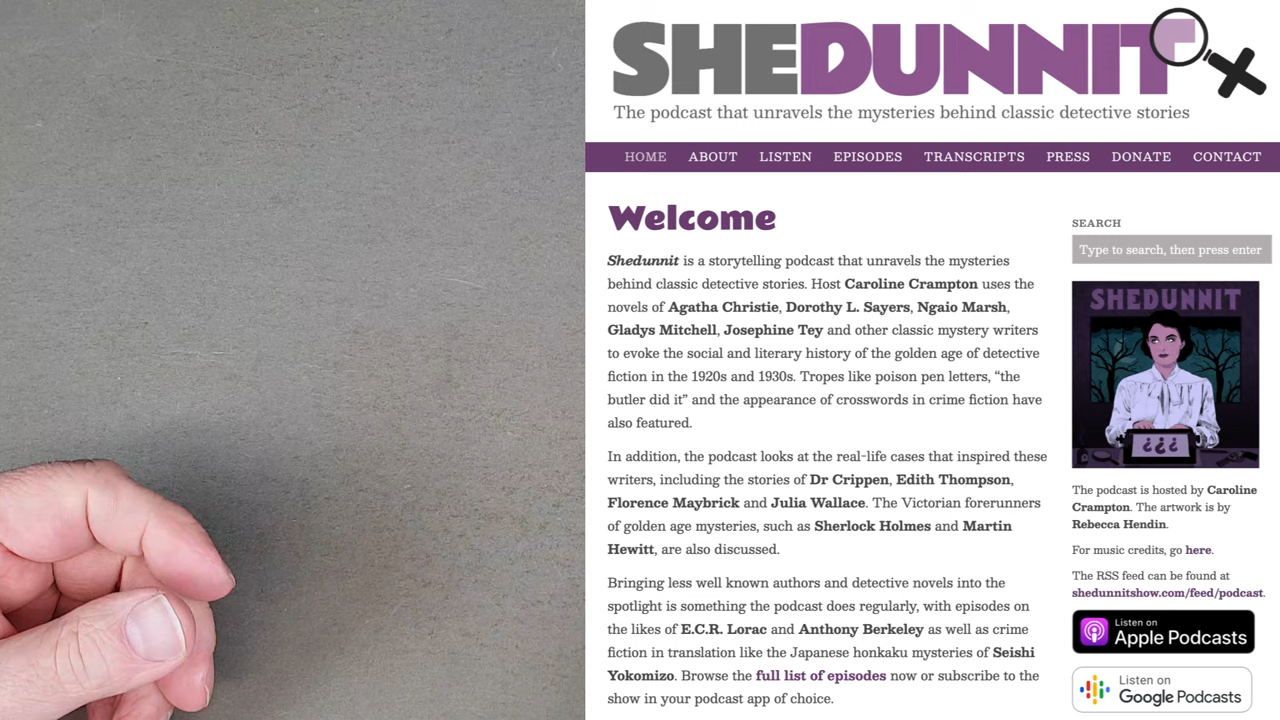 SHEDUNNIT
The podcast that unravels the mysteries behind classic detective stories
HOME ABOUT LISTEN EPISODES TRANSCRIPTS PRESS DONATE CONTACT
Welcome
Shedunnit is a storytelling podcast that unravels the mysteries
behind classic detective stories. Host Caroline Crampton uses the
novels of Agatha Christie, Dorothy L. Sayers, Ngaio Marsh,
Gladys Mitchell, Josephine Tey and other classic mystery writers
to evoke the social and literary history of the golden age of detective
fiction in the 1920s and 1930s. Tropes like poison pen letters, “the
butler did it” and the appearance of crosswords in crime fiction have
also featured.
In addition, the podcast looks at the real-life cases that inspired these
writers, including the stories of Dr Crippen, Edith Thompson,
Florence Maybrick and Julia Wallace. The Victorian forerunners
of golden age mysteries, such as Sherlock Holmes and Martin
Hewitt, are also discussed.
Bringing less well known authors and detective novels into the
spotlight is something the podcast does regularly, with episodes on
the likes of E.C.R. Lorac and Anthony Berkeley as well as crime
fiction in translation like the Japanese honkaku mysteries of Seishi
Yokomizo. Browse the full list of episodes now or subscribe to the
show in your podcast app of choice.
SEARCH
Type to search, then press enter
SHEDUNNIT
¿¿¿
The podcast is hosted by Caroline
Crampton. The artwork is by
Rebecca Hendin.
For music credits, go here.
The RSS feed can be found at
shedunnitshow.com/feed/podcast.
Listen on
Apple Podcasts
Listen on
Google Podcasts